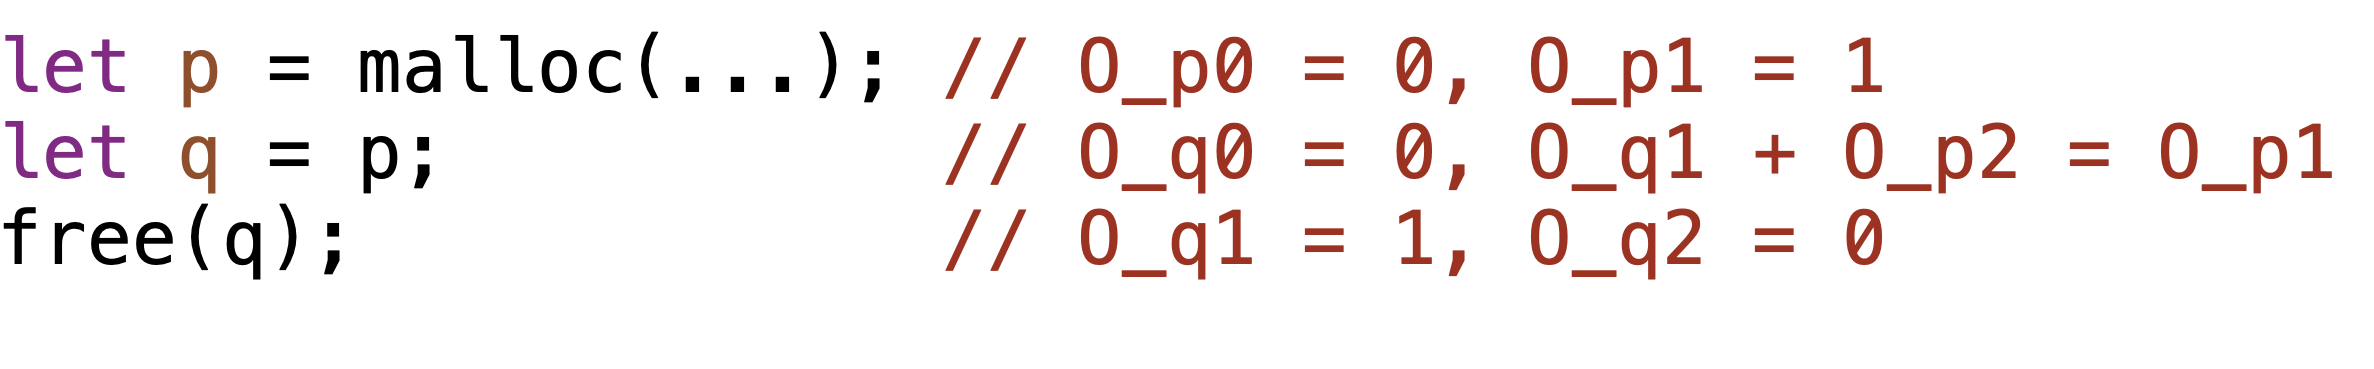 let p = malloc(...); // O_p0 = 0, O_p1 = 1
let q = p;           // O_q0 = 0, O_q1 + O_p2 = O_p1
free(q);             // O_q1 = 1, O_q2 = 0